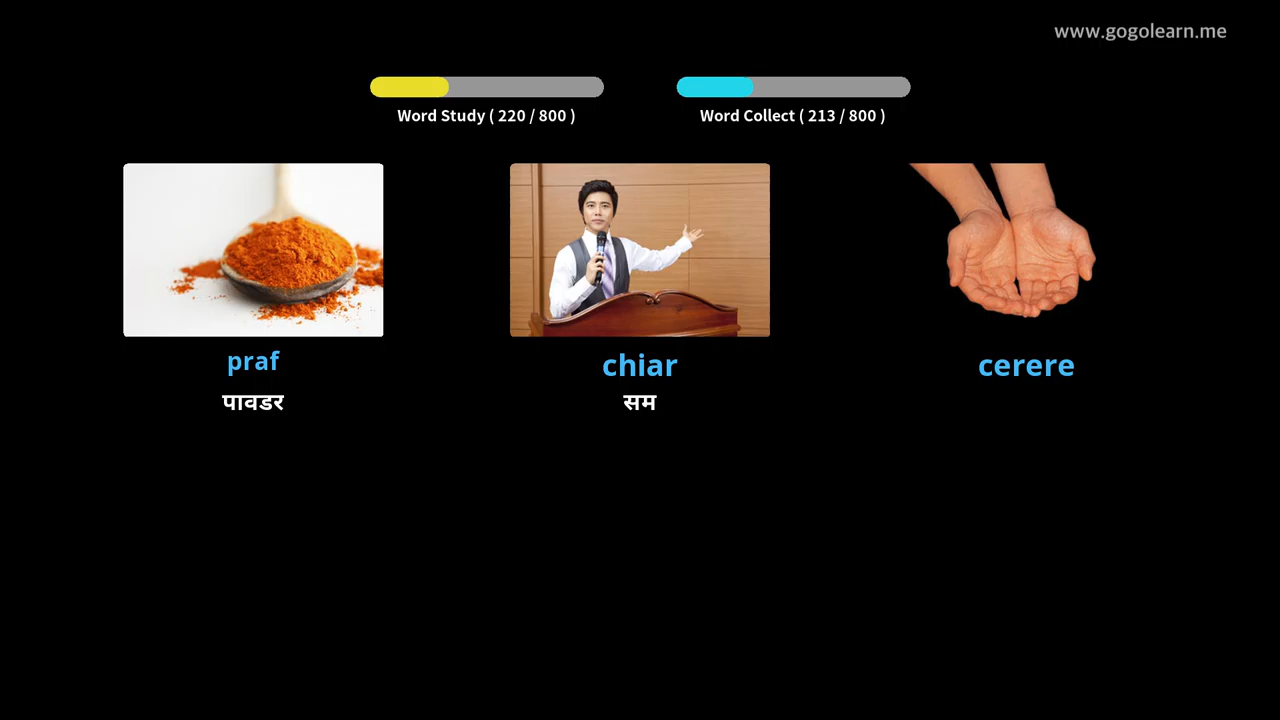 www.gogolearn.me
Word Study ( 220 / 800 )
Word Collect ( 213 / 800 )
praf
chiar
cerere
पावडर
सम